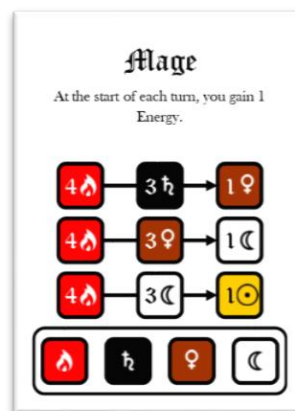 Mage
At the start of each turn, you gain 1
Energy.
4🔥 3♄ 1♀
4🔥 3♀ 1☾
4🔥 3☾ 1☉
🔥 ♄ ♀ ☾